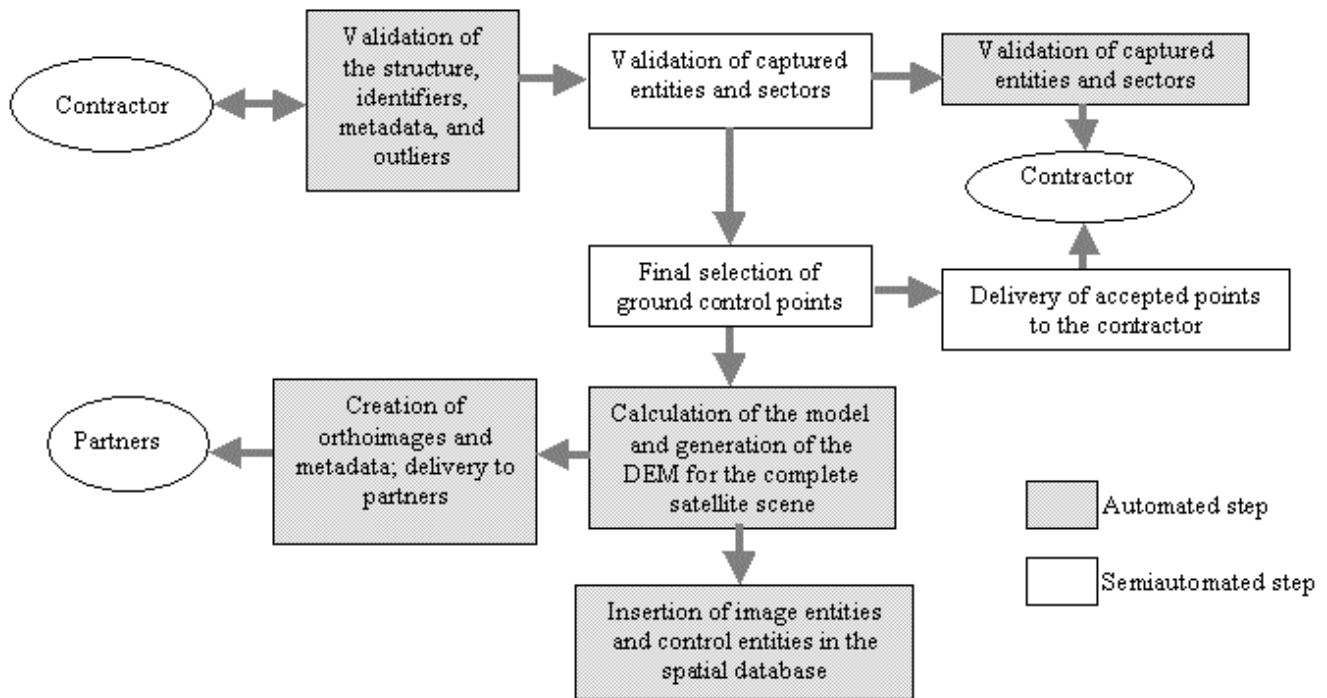 Contractor
Validation of
the structure,
identifiers,
metadata, and
outliers
Validation of captured
entities and sectors
Validation of captured
entities and sectors
Contractor
Final selection of
ground control points
Delivery of accepted points
to the contractor
Partners
Creation of
orthoimages and
metadata; delivery to
partners
Calculation of the model
and generation of the
DEM for the complete
satellite scene
Automated step
Semiautomated step
Insertion of image entities
and control entities in the
spatial database